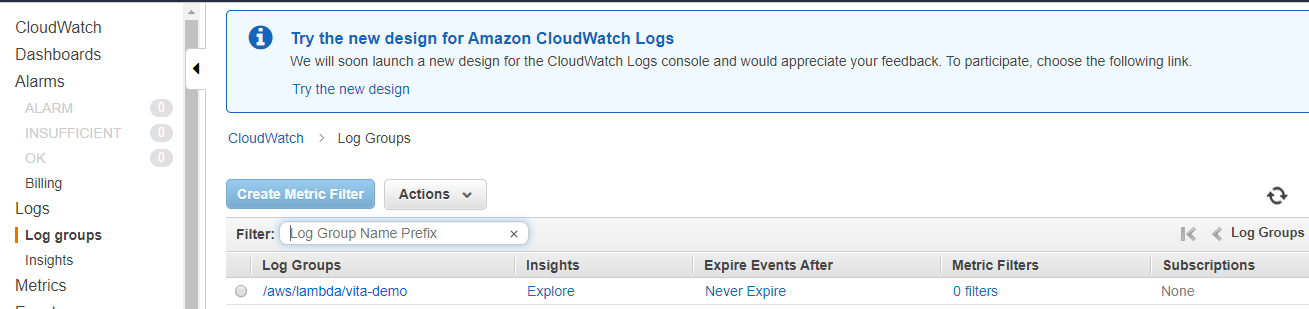 CloudWatch
Dashboards
Alarms
ALARM 0
INSUFFICIENT 0
OK 0
Billing
Logs
Log groups
Insights
Metrics
Try the new design for Amazon CloudWatch Logs
We will soon launch a new design for the CloudWatch Logs console and would appreciate your feedback. To participate, choose the following link.
Try the new design
CloudWatch > Log Groups
Create Metric Filter Actions
Filter: Log Group Name Prefix × Log Groups
Log Groups Insights Expire Events After Metric Filters Subscriptions
/aws/lambda/vita-demo Explore Never Expire 0 filters None